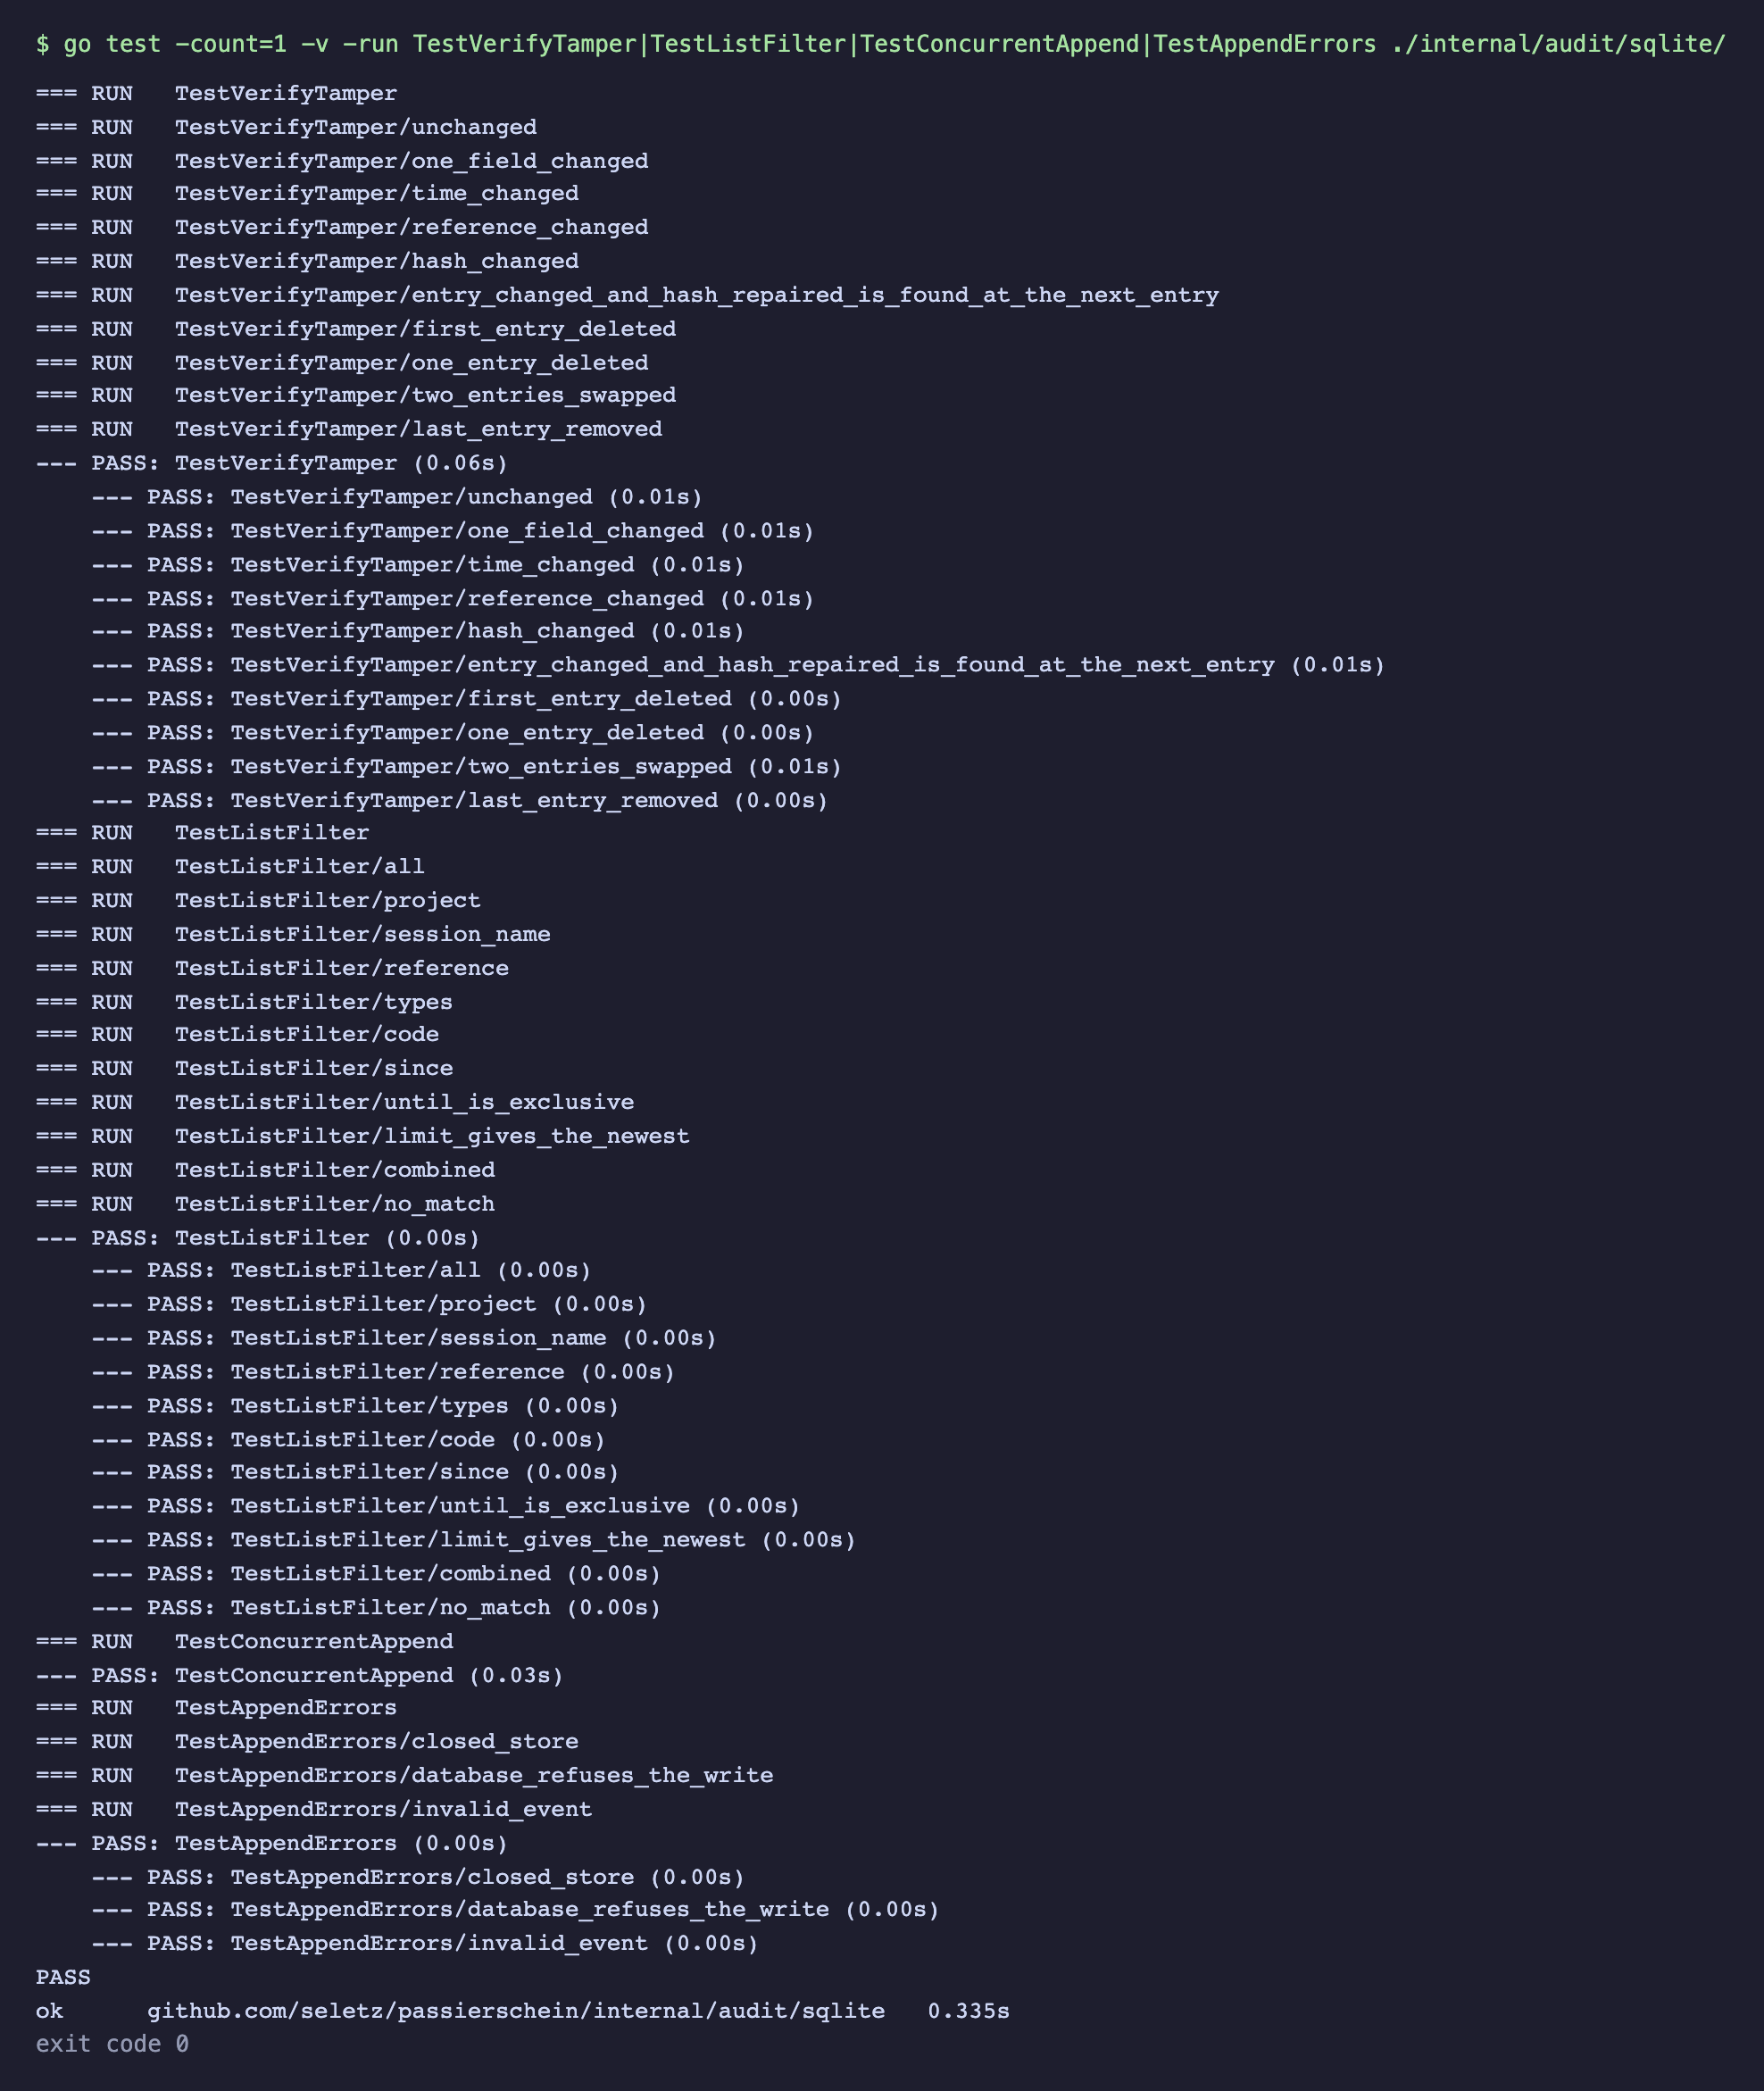 $ go test -count=1 -v -run TestVerifyTamper|TestListFilter|TestConcurrentAppend|TestAppendErrors ./internal/audit/sqlite/
=== RUN   TestVerifyTamper
=== RUN   TestVerifyTamper/unchanged
=== RUN   TestVerifyTamper/one_field_changed
=== RUN   TestVerifyTamper/time_changed
=== RUN   TestVerifyTamper/reference_changed
=== RUN   TestVerifyTamper/hash_changed
=== RUN   TestVerifyTamper/entry_changed_and_hash_repaired_is_found_at_the_next_entry
=== RUN   TestVerifyTamper/first_entry_deleted
=== RUN   TestVerifyTamper/one_entry_deleted
=== RUN   TestVerifyTamper/two_entries_swapped
=== RUN   TestVerifyTamper/last_entry_removed
--- PASS: TestVerifyTamper (0.06s)
    --- PASS: TestVerifyTamper/unchanged (0.01s)
    --- PASS: TestVerifyTamper/one_field_changed (0.01s)
    --- PASS: TestVerifyTamper/time_changed (0.01s)
    --- PASS: TestVerifyTamper/reference_changed (0.01s)
    --- PASS: TestVerifyTamper/hash_changed (0.01s)
    --- PASS: TestVerifyTamper/entry_changed_and_hash_repaired_is_found_at_the_next_entry (0.01s)
    --- PASS: TestVerifyTamper/first_entry_deleted (0.00s)
    --- PASS: TestVerifyTamper/one_entry_deleted (0.00s)
    --- PASS: TestVerifyTamper/two_entries_swapped (0.01s)
    --- PASS: TestVerifyTamper/last_entry_removed (0.00s)
=== RUN   TestListFilter
=== RUN   TestListFilter/all
=== RUN   TestListFilter/project
=== RUN   TestListFilter/session_name
=== RUN   TestListFilter/reference
=== RUN   TestListFilter/types
=== RUN   TestListFilter/code
=== RUN   TestListFilter/since
=== RUN   TestListFilter/until_is_exclusive
=== RUN   TestListFilter/limit_gives_the_newest
=== RUN   TestListFilter/combined
=== RUN   TestListFilter/no_match
--- PASS: TestListFilter (0.00s)
    --- PASS: TestListFilter/all (0.00s)
    --- PASS: TestListFilter/project (0.00s)
    --- PASS: TestListFilter/session_name (0.00s)
    --- PASS: TestListFilter/reference (0.00s)
    --- PASS: TestListFilter/types (0.00s)
    --- PASS: TestListFilter/code (0.00s)
    --- PASS: TestListFilter/since (0.00s)
    --- PASS: TestListFilter/until_is_exclusive (0.00s)
    --- PASS: TestListFilter/limit_gives_the_newest (0.00s)
    --- PASS: TestListFilter/combined (0.00s)
    --- PASS: TestListFilter/no_match (0.00s)
=== RUN   TestConcurrentAppend
--- PASS: TestConcurrentAppend (0.03s)
=== RUN   TestAppendErrors
=== RUN   TestAppendErrors/closed_store
=== RUN   TestAppendErrors/database_refuses_the_write
=== RUN   TestAppendErrors/invalid_event
--- PASS: TestAppendErrors (0.00s)
    --- PASS: TestAppendErrors/closed_store (0.00s)
    --- PASS: TestAppendErrors/database_refuses_the_write (0.00s)
    --- PASS: TestAppendErrors/invalid_event (0.00s)
PASS
ok      github.com/seletz/passierschein/internal/audit/sqlite   0.335s
exit code 0